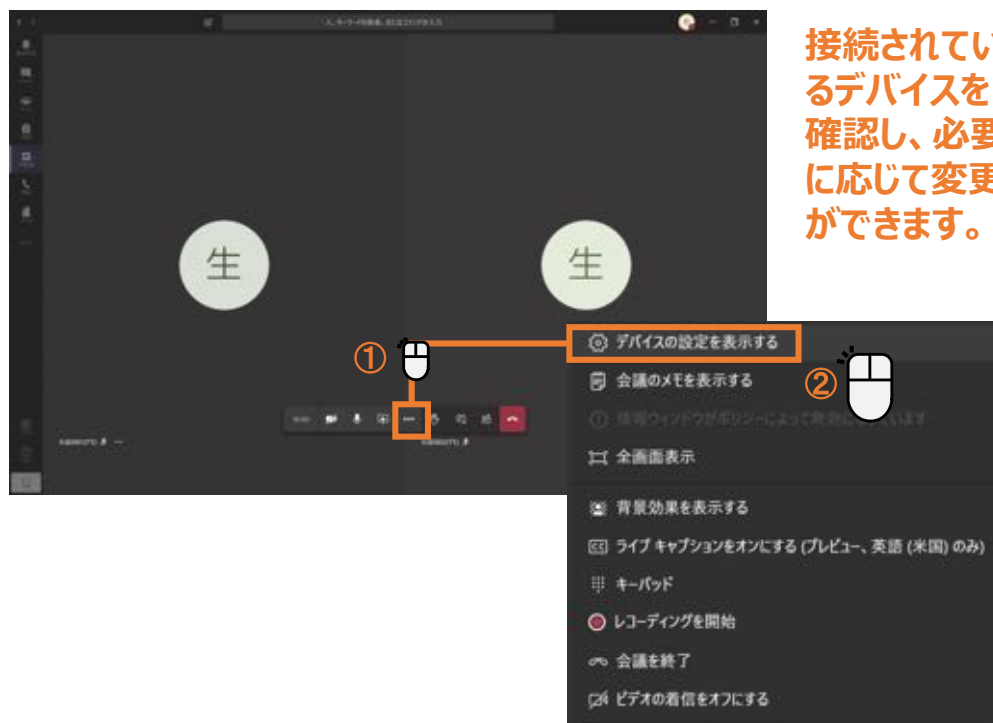 接続されてい
るデバイスを
確認し、必要
に応じて変更
ができます。
生
生
①
②
デバイスの設定を表示する
会議のメモを表示する
全画面表示
背景効果を表示する
ライブ キャプションをオンにする (プレビュー、英語 (米国) のみ)
キーパッド
レコーディングを開始
会議を終了
ビデオの着信をオフにする